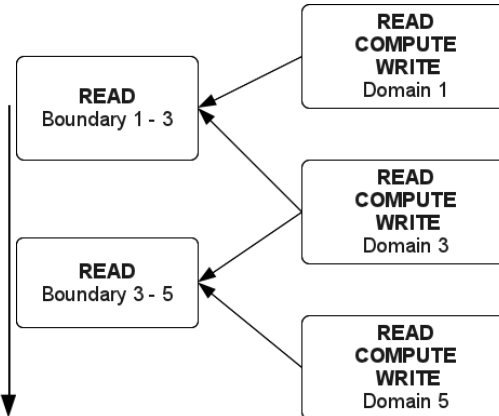 READ
COMPUTE
WRITE
Domain 1
READ
Boundary 1 - 3
READ
COMPUTE
WRITE
Domain 3
READ
Boundary 3 - 5
READ
COMPUTE
WRITE
Domain 5